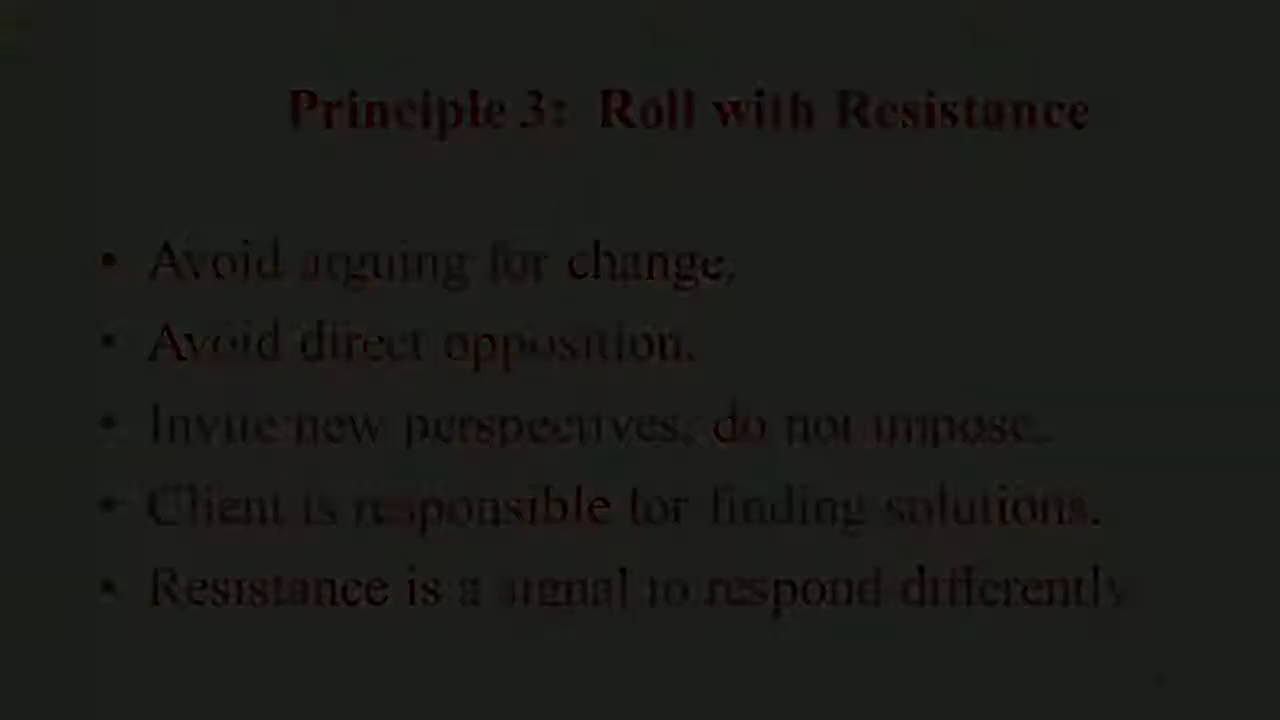 Principle 3: Roll with Resistance
• Avoid arguing for change.
• Avoid direct opposition.
• Invite new perspectives, do not impose.
• Client is responsible for finding solutions.
• Resistance is a signal to respond differently